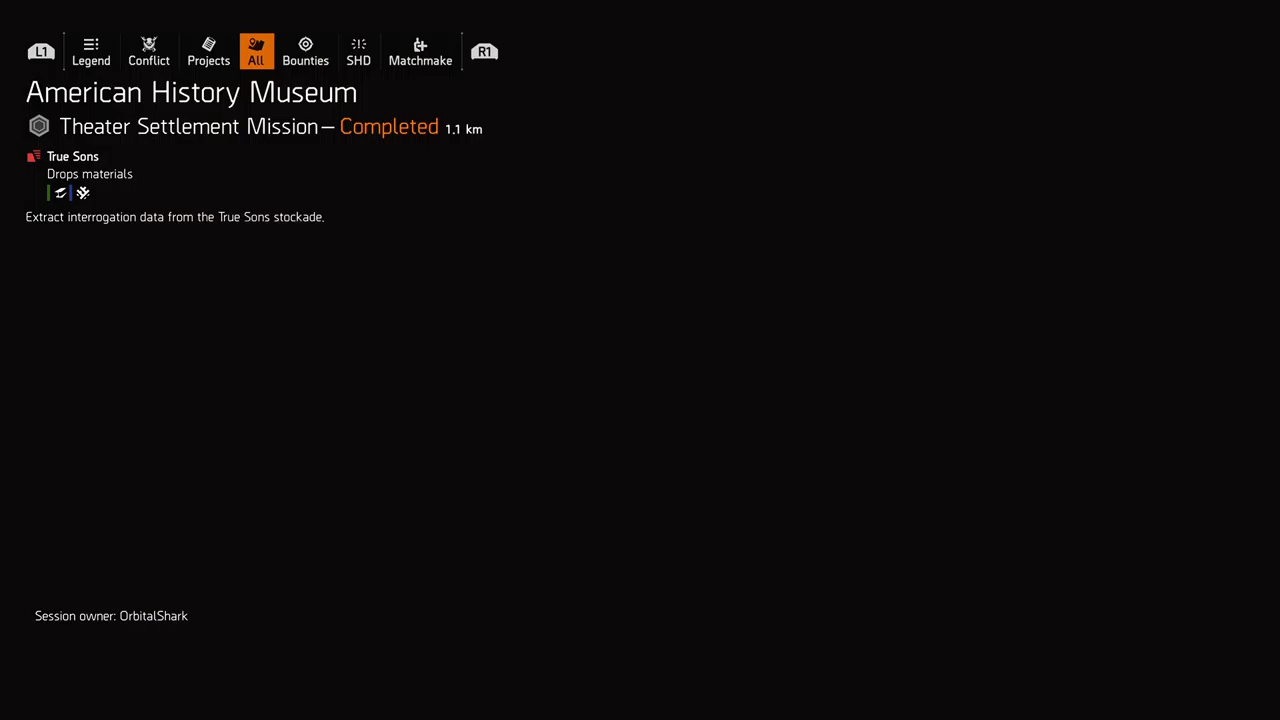 L1 Legend Conflict Projects All Bounties SHD Matchmake R1
American History Museum
Theater Settlement Mission — Completed 1.1 km
True Sons
Drops materials
Extract interrogation data from the True Sons stockade.
Session owner: OrbitalShark